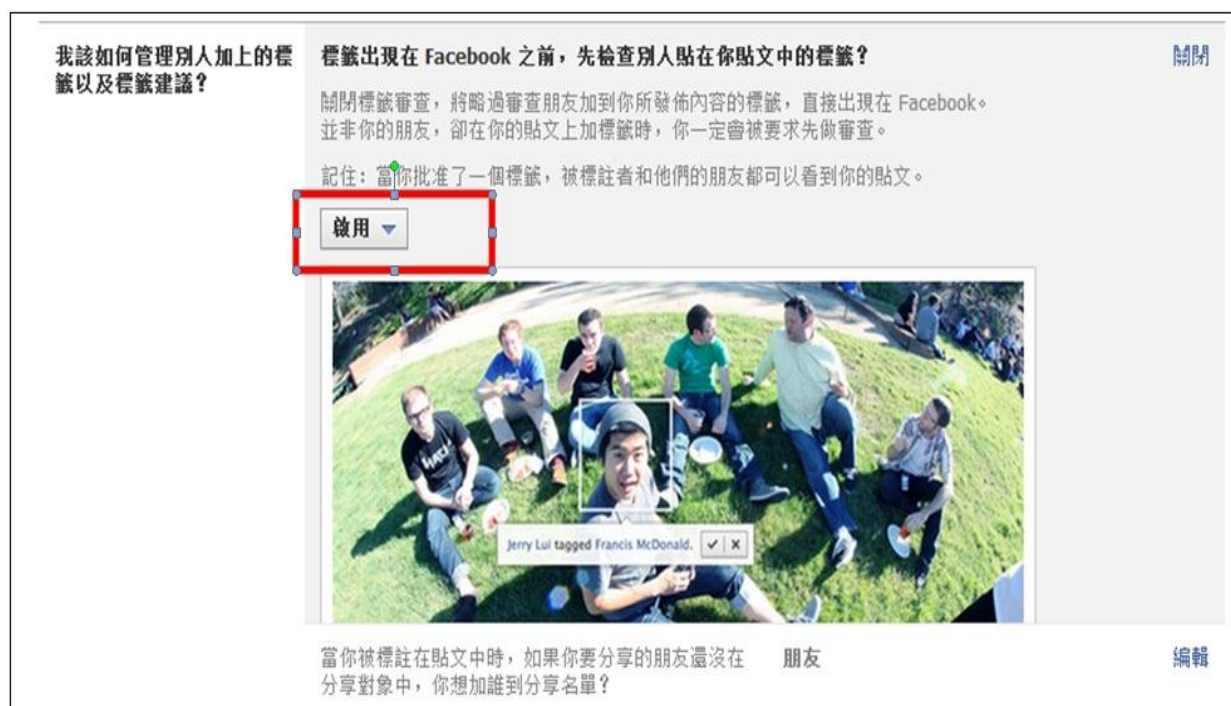 我該如何管理別人加上的標
籤以及標籤建議？
標籤出現在 Facebook 之前，先檢查別人貼在你貼文中的標籤？
關閉
關閉標籤審查，將略過審查朋友加到你所發佈內容的標籤，直接出現在 Facebook。
並非你的朋友，卻在你的貼文上加標籤時，你一定會被要求先做審查。
記住：當你批准了一個標籤，被標註者和他們的朋友都可以看到你的貼文。
啟用
Jerry Lui tagged Francis McDonald.
當你被標註在貼文中時，如果你要分享的朋友還沒在
分享對象中，你想加誰到分享名單？
朋友
編輯